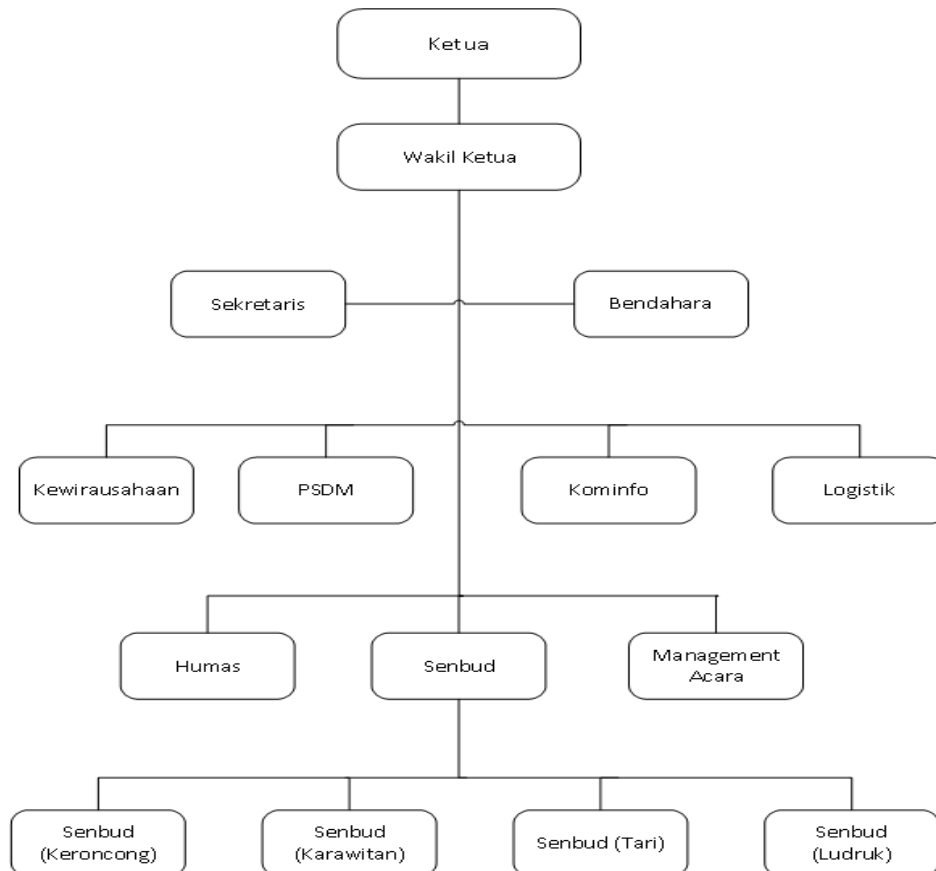 Ketua
Wakil Ketua
Sekretaris
Bendahara
Kewirausahaan
PSDM
Kominfo
Logistik
Humas
Senbud
Management
Acara
Senbud
(Keroncong)
Senbud
(Karawitan)
Senbud (Tari)
Senbud
(Ludruk)